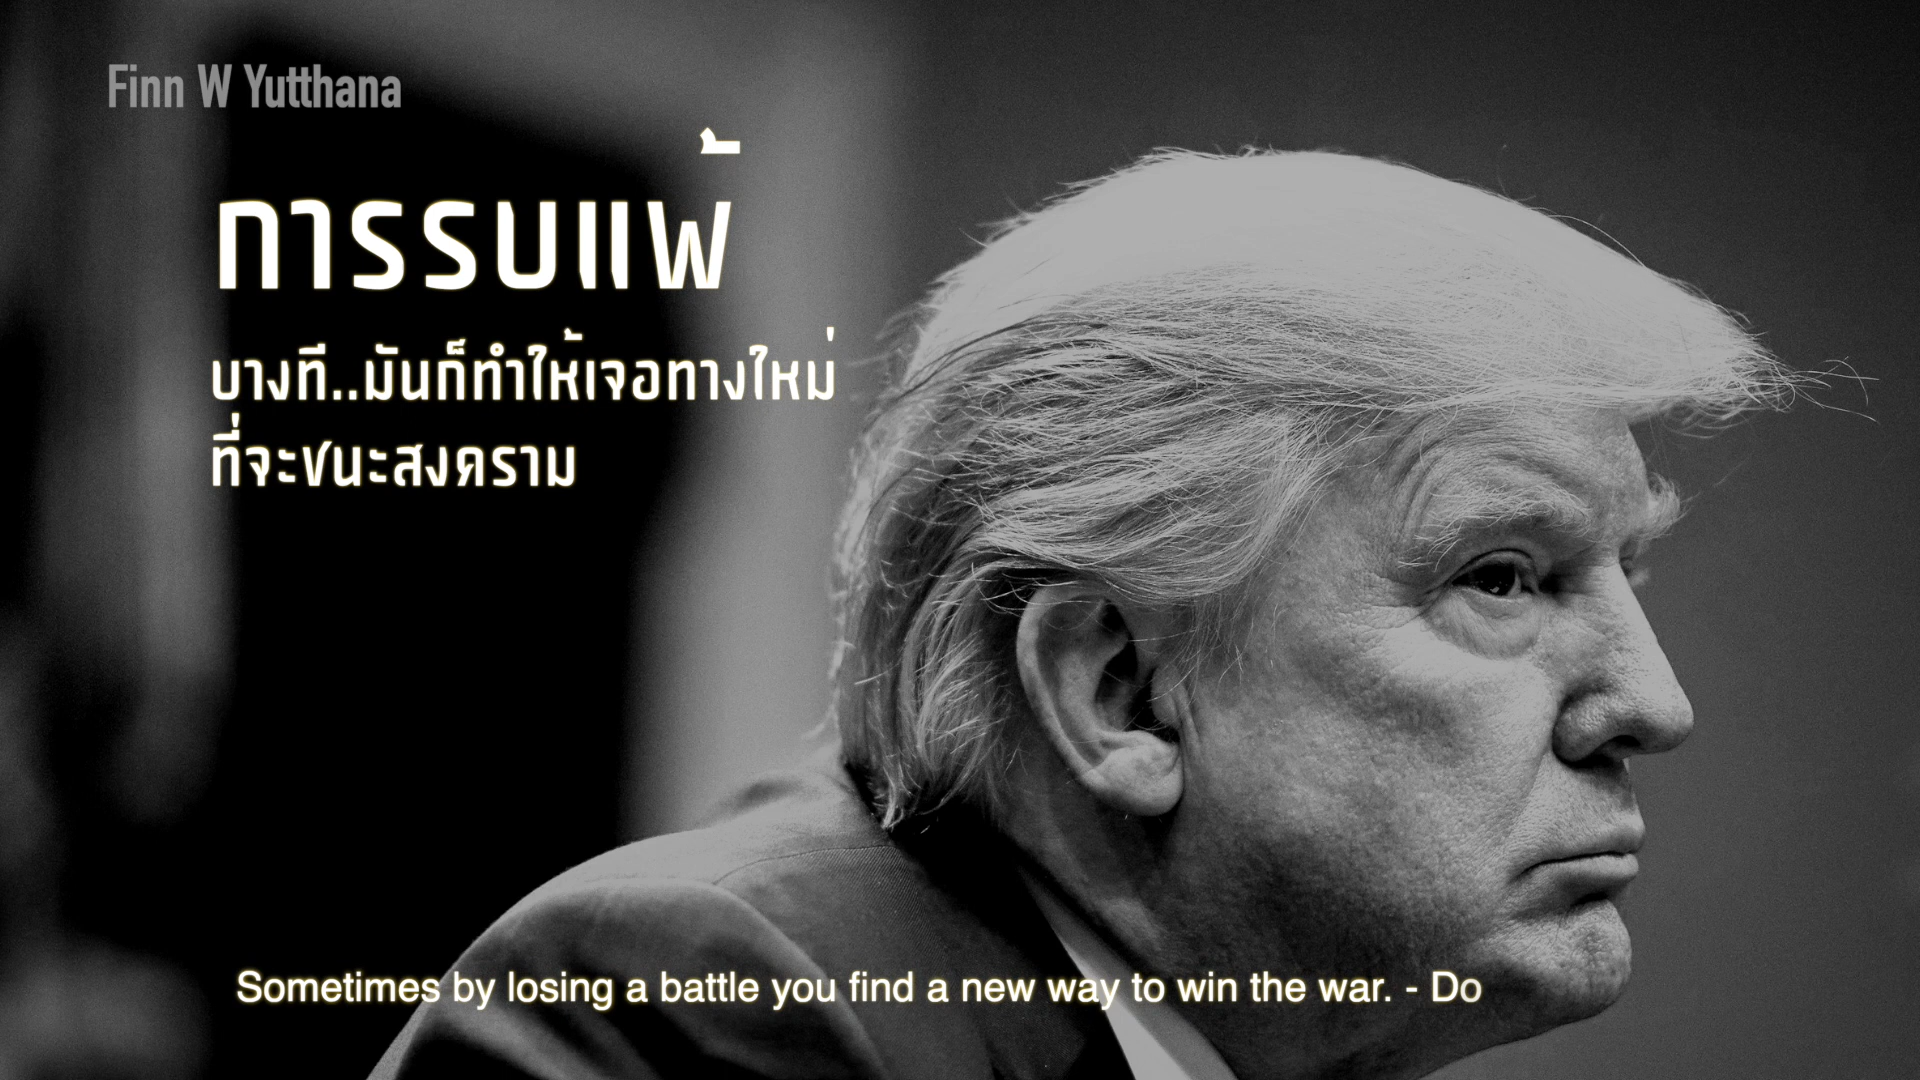 Finn W Yutthana
การรบแพ้
บางที..มันก็ทำให้เจอทางใหม่
ที่จะชนะสงคราม
Sometimes by losing a battle you find a new way to win the war. - Do